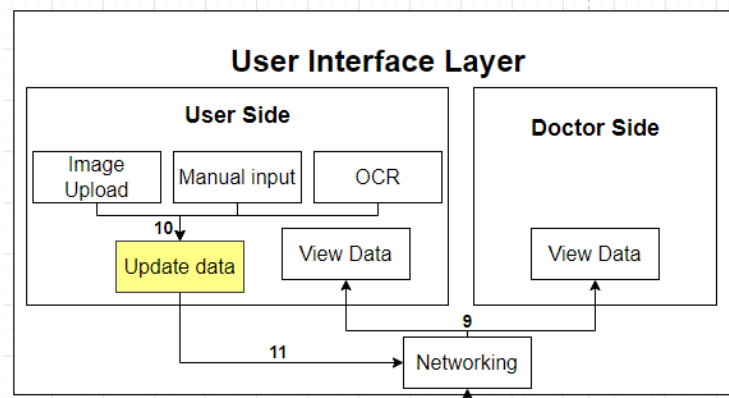 User Interface Layer
User Side
Doctor Side
Image
Upload
Manual input
OCR
10
Update data
View Data
View Data
9
11
Networking